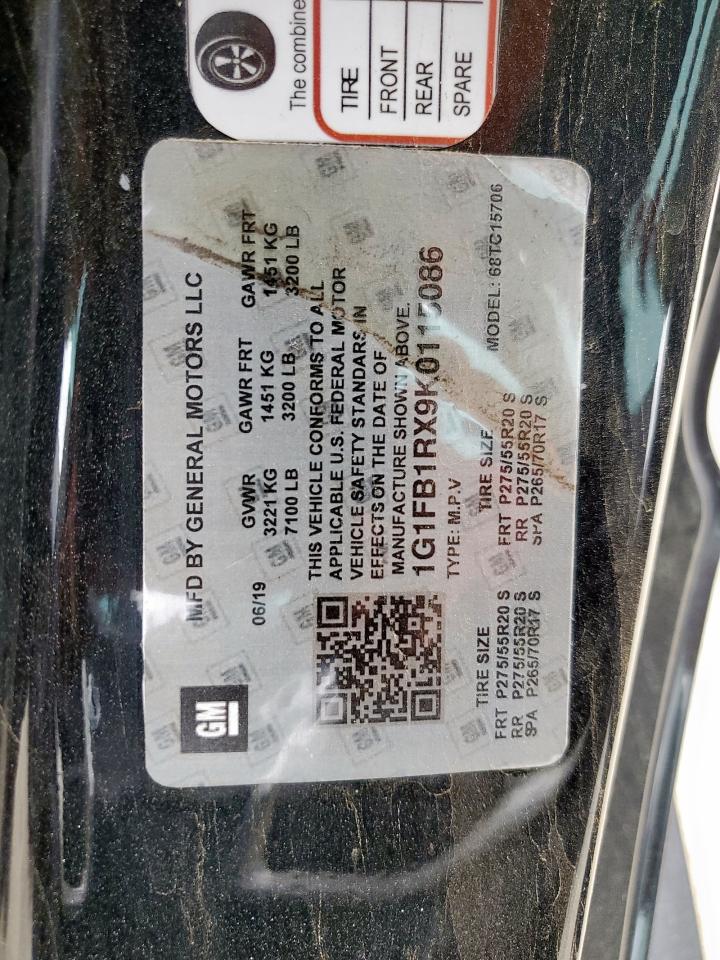 The combine
TIRE
FRONT
REAR
SPARE
GM
MFD BY GENERAL MOTORS LLC
06/19 GVWR GAWR FRT GAWR FRT
3221 KG 1451 KG 1451 KG
7100 LB 3200 LB 3200 LB
THIS VEHICLE CONFORMS TO ALL
APPLICABLE U.S. FEDERAL MOTOR
VEHICLE SAFETY STANDARS IN
EFFECTS ON THE DATE OF
MANUFACTURE SHOWN ABOVE.
1G1FB1RX9K0115086
TYPE: M.P.V
TIRE SIZE TIRE SIZE MODEL: 68TC15706
FRT P275/55R20 S FRT P275/55R20 S
RR P275/55R20 S RR P275/55R20 S
SPA P265/70R17 S SPA P265/70R17 S